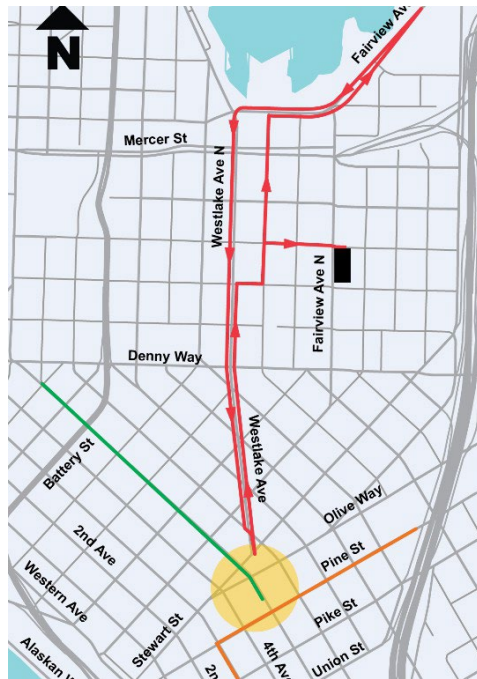 Fairview Ave
N
Mercer St
Westlake Ave N
Fairview Ave N
Denny Way
Westlake Ave
Battery St
Olive Way
2nd Ave
Pine St
Western Ave
Pike St
Stewart St
Union St
4th Ave
Alaskan